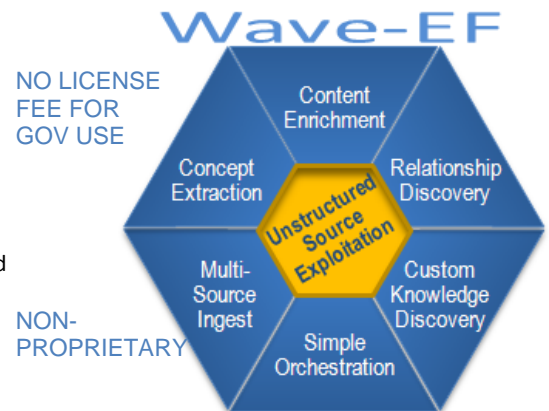 Wave-EF
NO LICENSE
FEE FOR
GOV USE
Content
Enrichment
Concept
Extraction
Relationship
Discovery
Unstructured
Source
Exploitation
d
Multi-
Source
Ingest
Custom
Knowledge
Discovery
NON-
PROPRIETARY
Simple
Orchestration